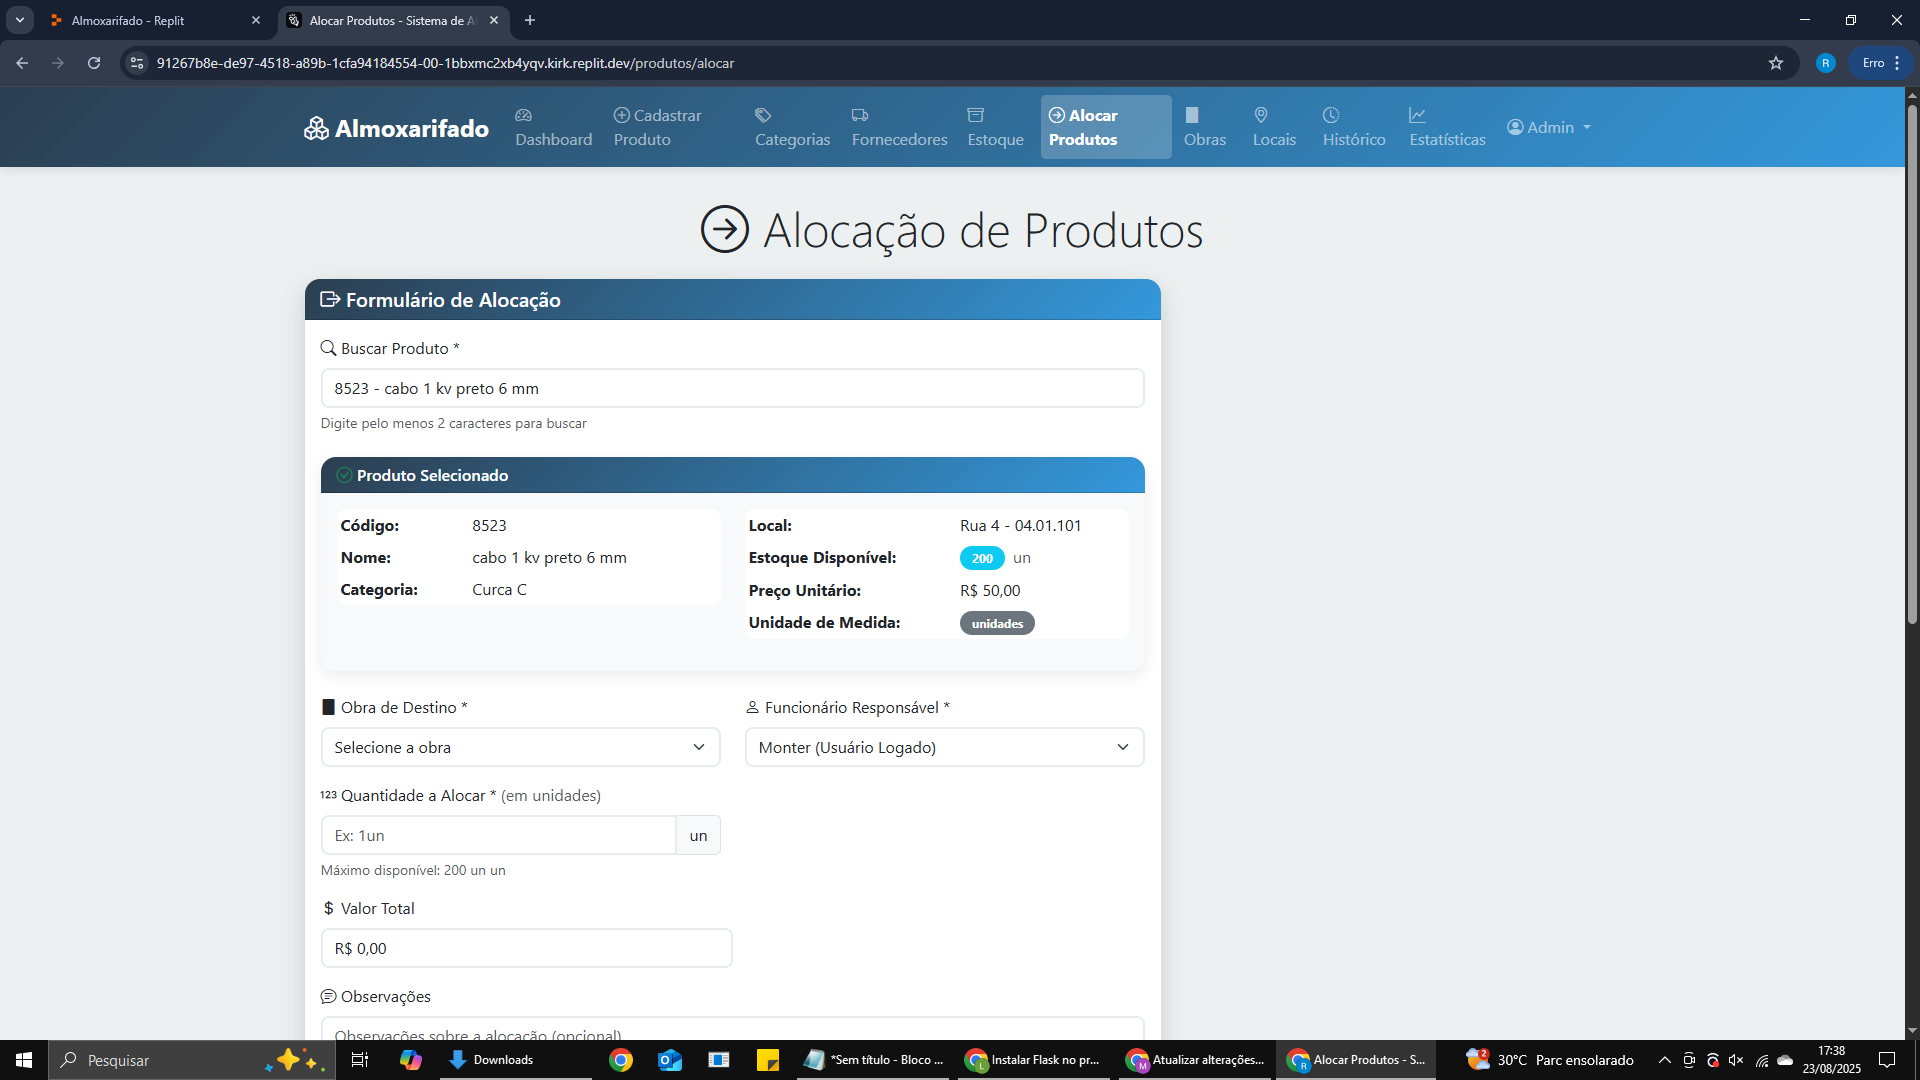 Almoxarifado - Replit
Alocar Produtos - Sistema de A
91267b8e-de97-4518-a89b-1cfa94184554-00-1bbxmc2xb4yqv.kirk.replit.dev/produtos/alocar
R
Erro
Almoxarifado
Dashboard
Cadastrar
Produto
Categorias
Fornecedores
Estoque
Alocar
Produtos
Obras
Locais
Histórico
Estatísticas
Admin
Alocação de Produtos
Formulário de Alocação
Buscar Produto *
8523 - cabo 1 kv preto 6 mm
Digite pelo menos 2 caracteres para buscar
Produto Selecionado
Código: 8523
Nome: cabo 1 kv preto 6 mm
Categoria: Curca C
Local: Rua 4 - 04.01.101
Estoque Disponível: 200 un
Preço Unitário: R$ 50,00
Unidade de Medida: unidades
Obra de Destino *
Selecione a obra
Funcionário Responsável *
Monter (Usuário Logado)
123 Quantidade a Alocar * (em unidades)
Ex: 1un
un
Máximo disponível: 200 un un
$ Valor Total
R$ 0,00
Observações
Observações sobre a alocação (opcional)
Pesquisar
Downloads
*Sem título - Bloco ...
L
Instalar Flask no pr...
M
Atualizar alterações...
R
Alocar Produtos - S...
2
30°C Parc ensolarado
17:38
23/08/2025